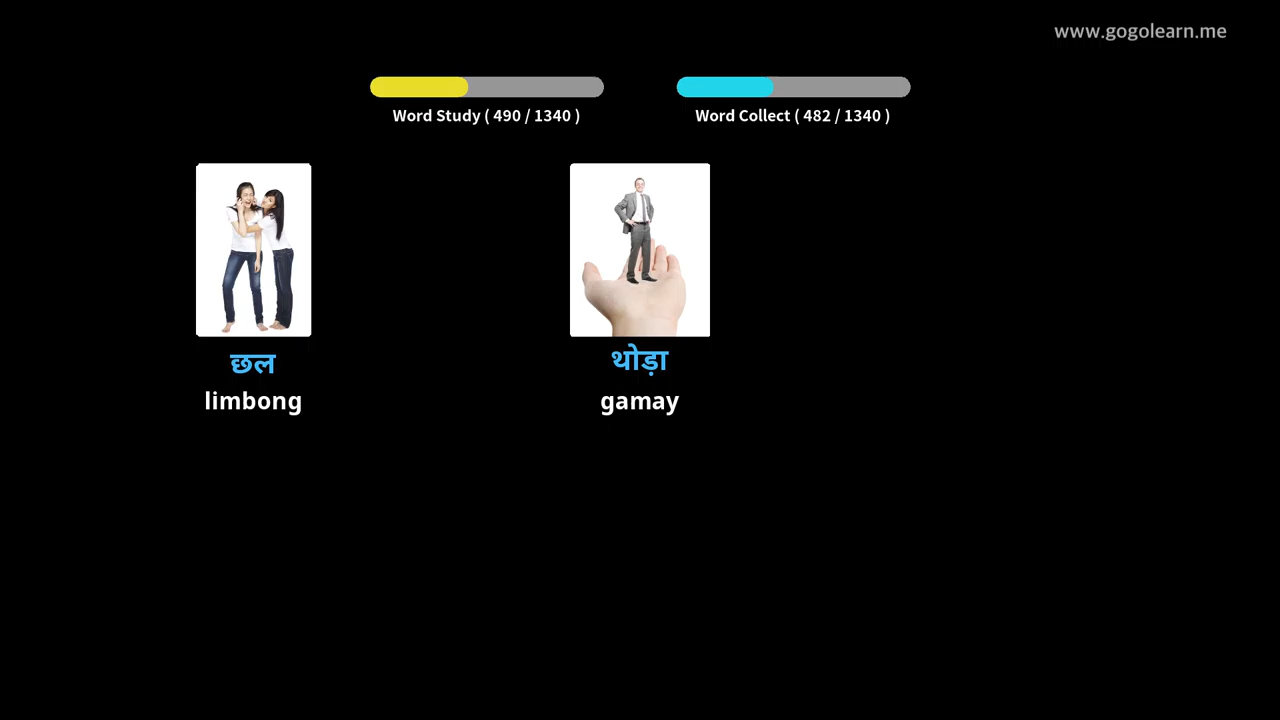 www.gogolearn.me
Word Study ( 490 / 1340 )
Word Collect ( 482 / 1340 )
छल
limbong
थोड़ा
gamay